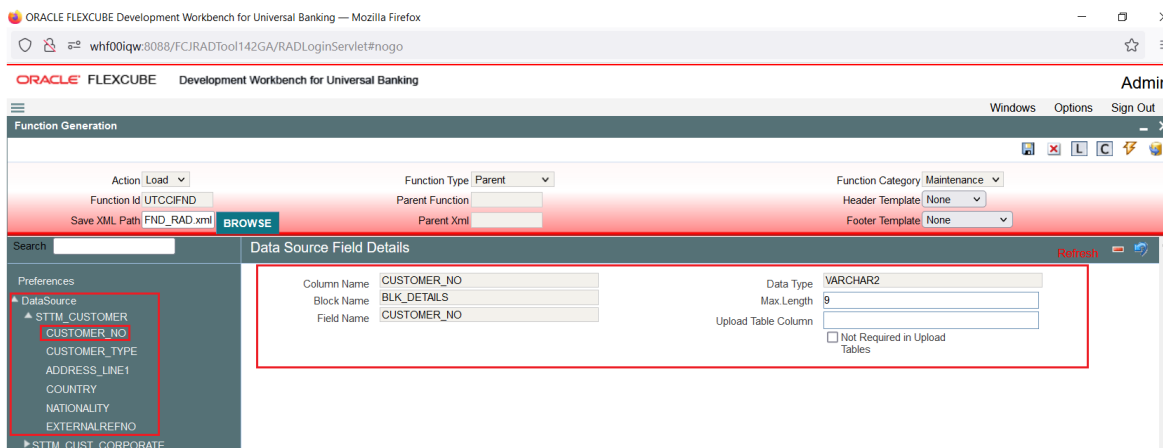 ORACLE FLEXCUBE Development Workbench for Universal Banking — Mozilla Firefox
whf00iqw:8088/FCJRADTool142GA/RADLoginServlet#nogo
ORACLE FLEXCUBE Development Workbench for Universal Banking
Admin
Windows Options Sign Out
Function Generation
L C
Action Load Function Type Parent Function Category Maintenance
Function Id UTCCIFND Parent Function Header Template None
Save XML Path FND_RAD.xml BROWSE Parent Xml Footer Template None
Search Data Source Field Details Refresh
Preferences
DataSource
STTM_CUSTOMER
CUSTOMER_NO
CUSTOMER_TYPE
ADDRESS_LINE1
COUNTRY
NATIONALITY
EXTERNALREFNO
STTM_CUST_CORPORATE
Column Name CUSTOMER_NO Data Type VARCHAR2
Block Name BLK_DETAILS Max.Length 9
Field Name CUSTOMER_NO Upload Table Column
Not Required in Upload
Tables